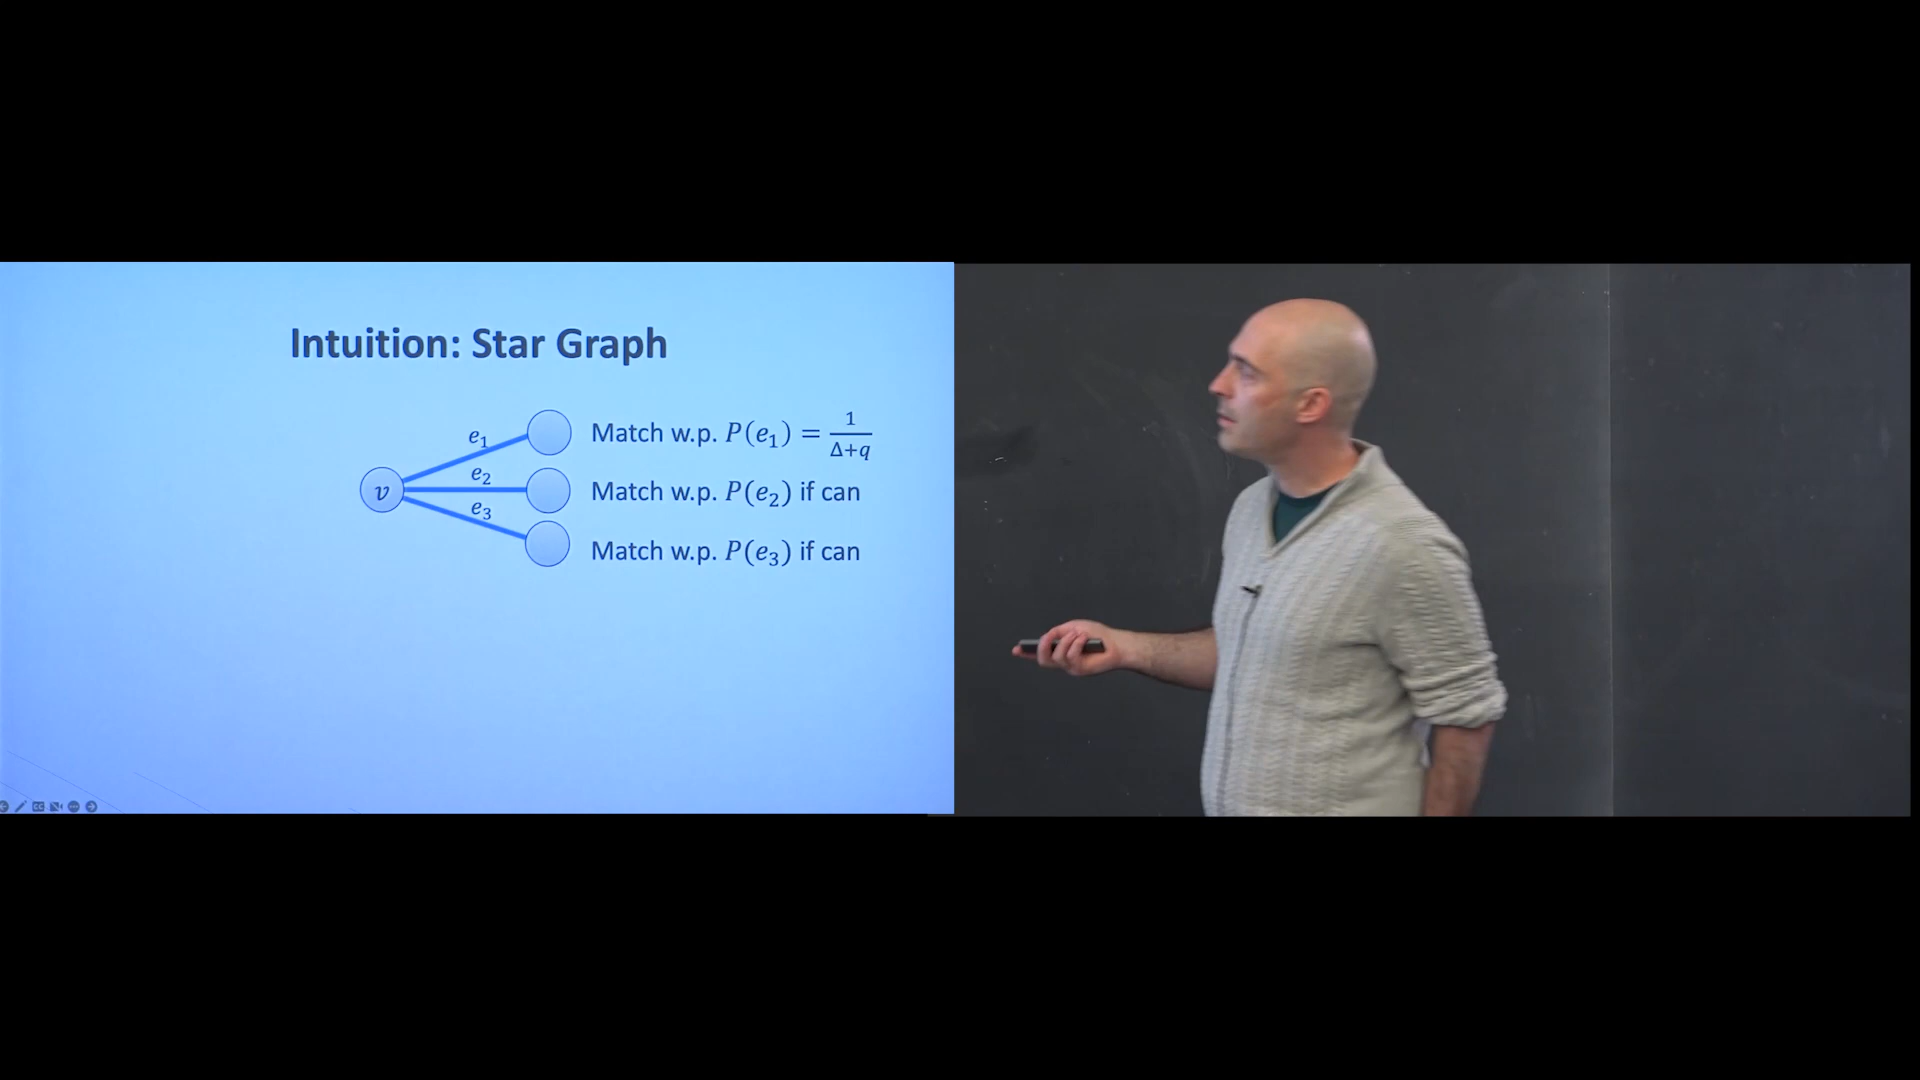 Intuition: Star Graph
e₁
Match w.p. P(e₁) = 1/(Δ+q)
v
e₂
Match w.p. P(e₂) if can
e₃
Match w.p. P(e₃) if can